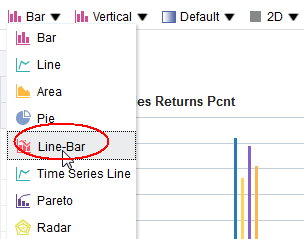 Bar Vertical Default 2D
Bar
Line
Area
es Returns Pcnt
Pie
Line-Bar
Time Series Line
Pareto
Radar